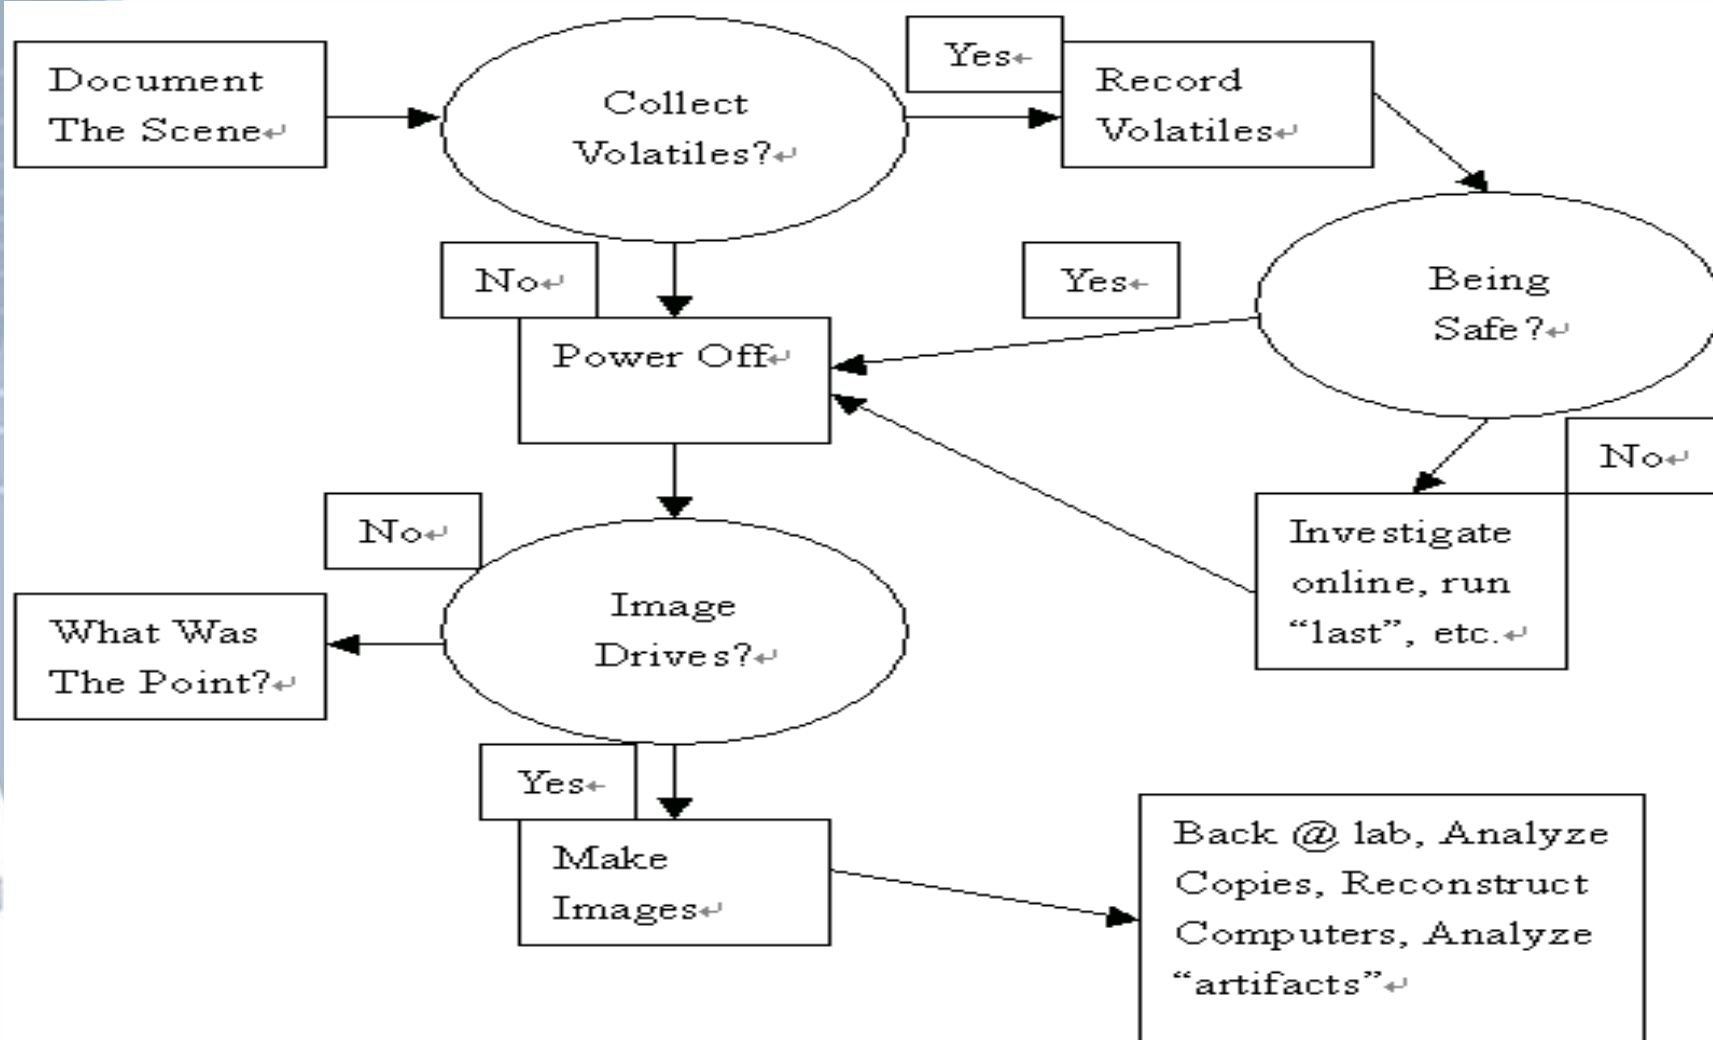 Document
The Scene
Collect
Volatiles?
Yes
Record
Volatiles
No
Yes
Being
Safe?
Power Off
No
No
Investigate
online, run
“last”, etc.
What Was
The Point?
Image
Drives?
Yes
Make
Images
Back @ lab, Analyze
Copies, Reconstruct
Computers, Analyze
“artifacts”